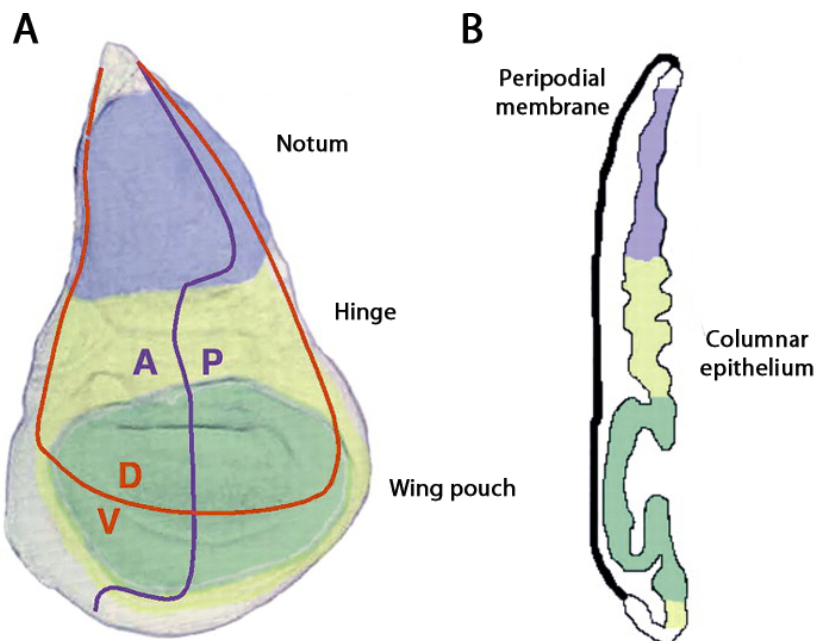 A
B
Peripodial
membrane
Notum
Hinge
A P
Columnar
epithelium
D
V
Wing pouch